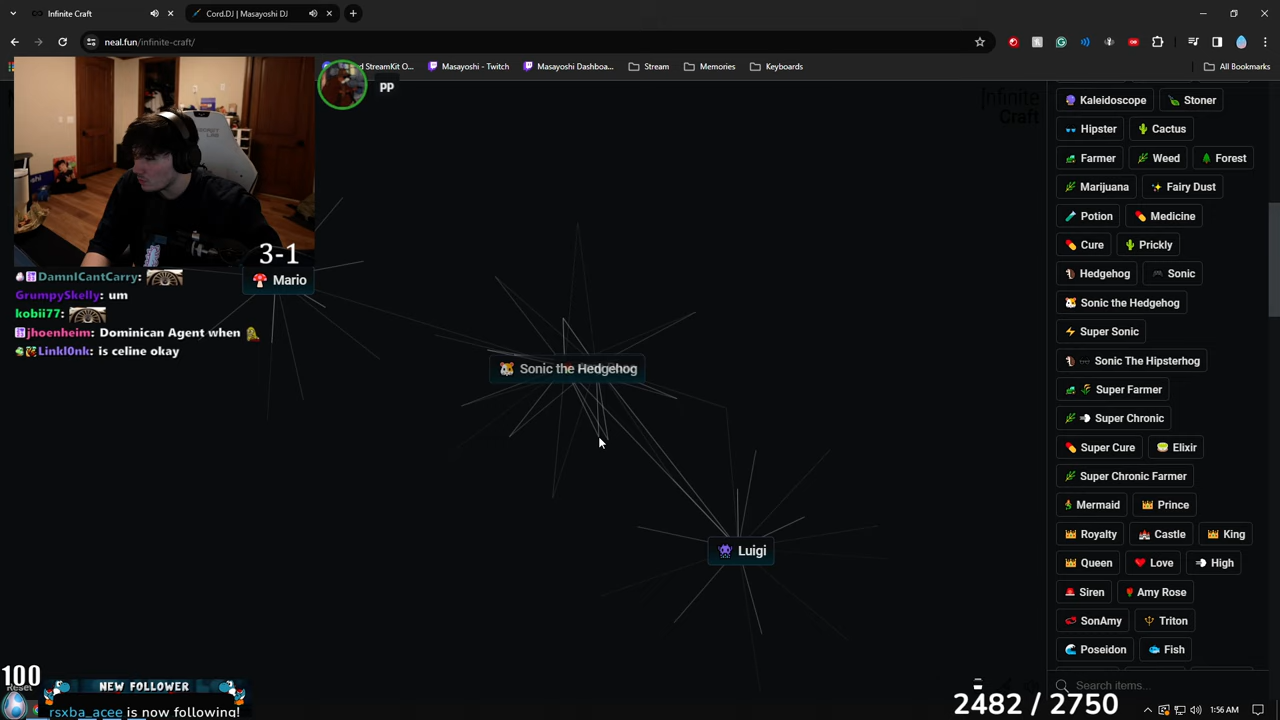 Infinite Craft
Cord.DJ | Masayoshi DJ
neal.fun/infinite-craft/
d StreamKit O...
Masayoshi - Twitch
Masayoshi Dashboa...
Stream
Memories
Keyboards
All Bookmarks
pp
Infinite
Craft
3-1
DamnICantCarry:
GrumpySkelly: um
kobii77:
jhoenheim: Dominican Agent when
Linkl0nk: is celine okay
Mario
Sonic the Hedgehog
Luigi
Kaleidoscope
Stoner
Hipster
Cactus
Farmer
Weed
Forest
Marijuana
Fairy Dust
Potion
Medicine
Cure
Prickly
Hedgehog
Sonic
Sonic the Hedgehog
Super Sonic
Sonic The Hipsterhog
Super Farmer
Super Chronic
Super Cure
Elixir
Super Chronic Farmer
Mermaid
Prince
Royalty
Castle
King
Queen
Love
High
Siren
Amy Rose
SonAmy
Triton
Poseidon
Fish
Search items...
100
Reset
NEW FOLLOWER
rsxba_acee is now following!
2482 / 2750
1:56 AM